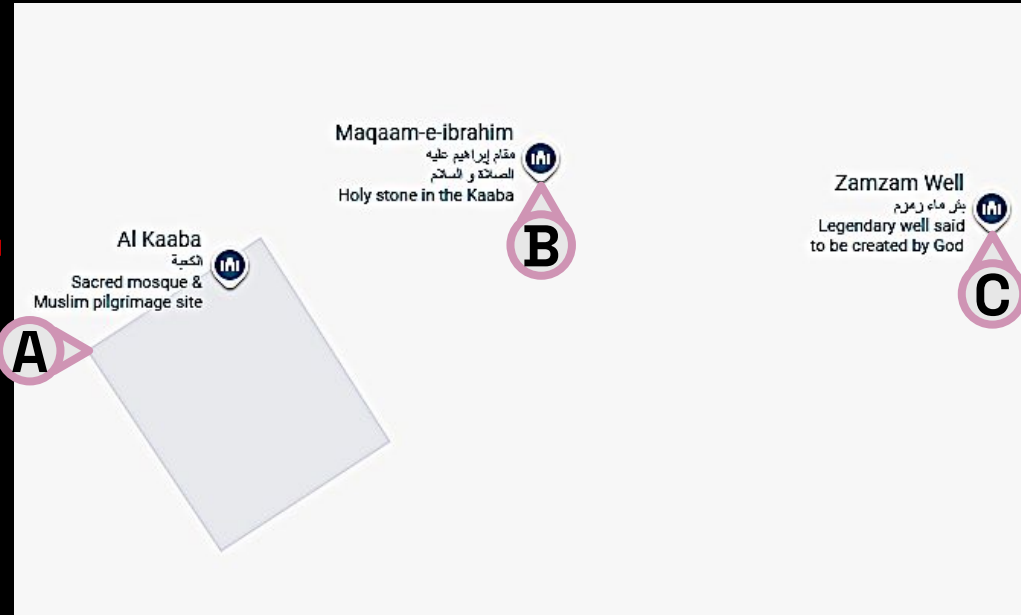 Maqaam-e-ibrahim
مقام إبراهيم عليه
الصلاة و السلام
Holy stone in the Kaaba
B
Zamzam Well
بئر ماء زمزم
Legendary well said
to be created by God
C
Al Kaaba
الكعبة
Sacred mosque &
Muslim pilgrimage site
A